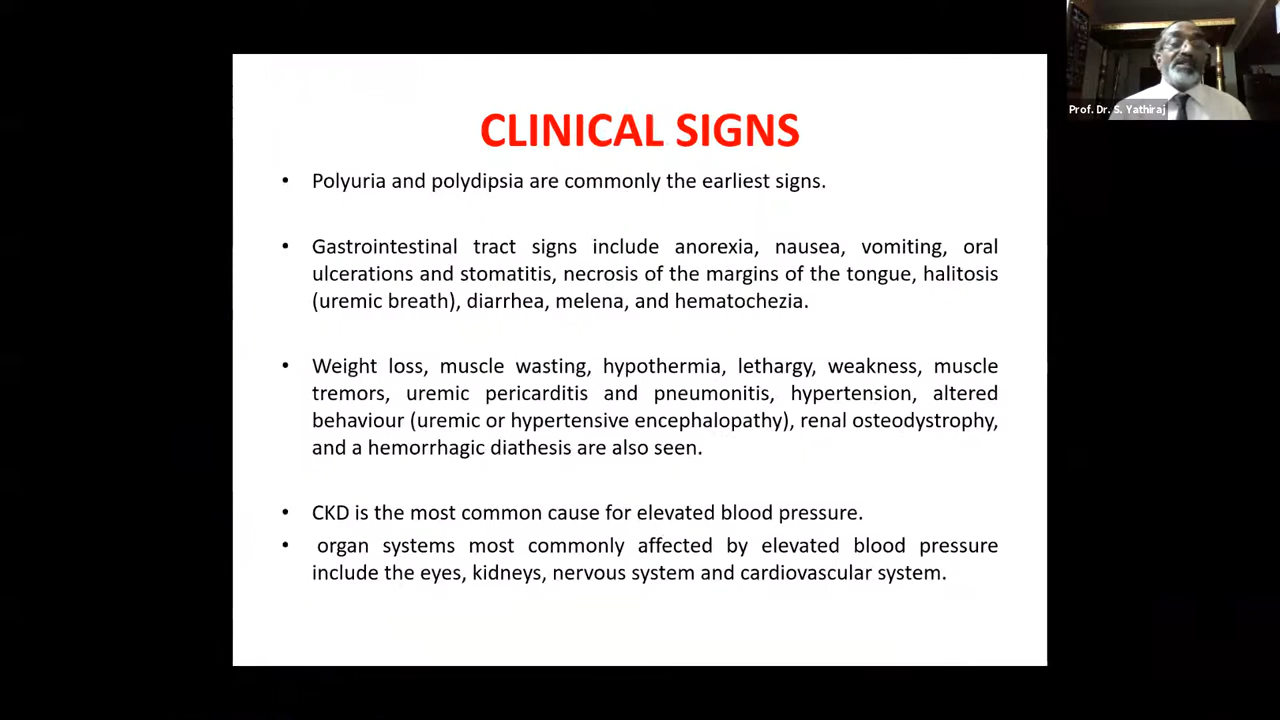 CLINICAL SIGNS
• Polyuria and polydipsia are commonly the earliest signs.
• Gastrointestinal tract signs include anorexia, nausea, vomiting, oral
ulcerations and stomatitis, necrosis of the margins of the tongue, halitosis
(uremic breath), diarrhea, melena, and hematochezia.
• Weight loss, muscle wasting, hypothermia, lethargy, weakness, muscle
tremors, uremic pericarditis and pneumonitis, hypertension, altered
behaviour (uremic or hypertensive encephalopathy), renal osteodystrophy,
and a hemorrhagic diathesis are also seen.
• CKD is the most common cause for elevated blood pressure.
• organ systems most commonly affected by elevated blood pressure
include the eyes, kidneys, nervous system and cardiovascular system.
Prof. Dr. S. Yathiraj